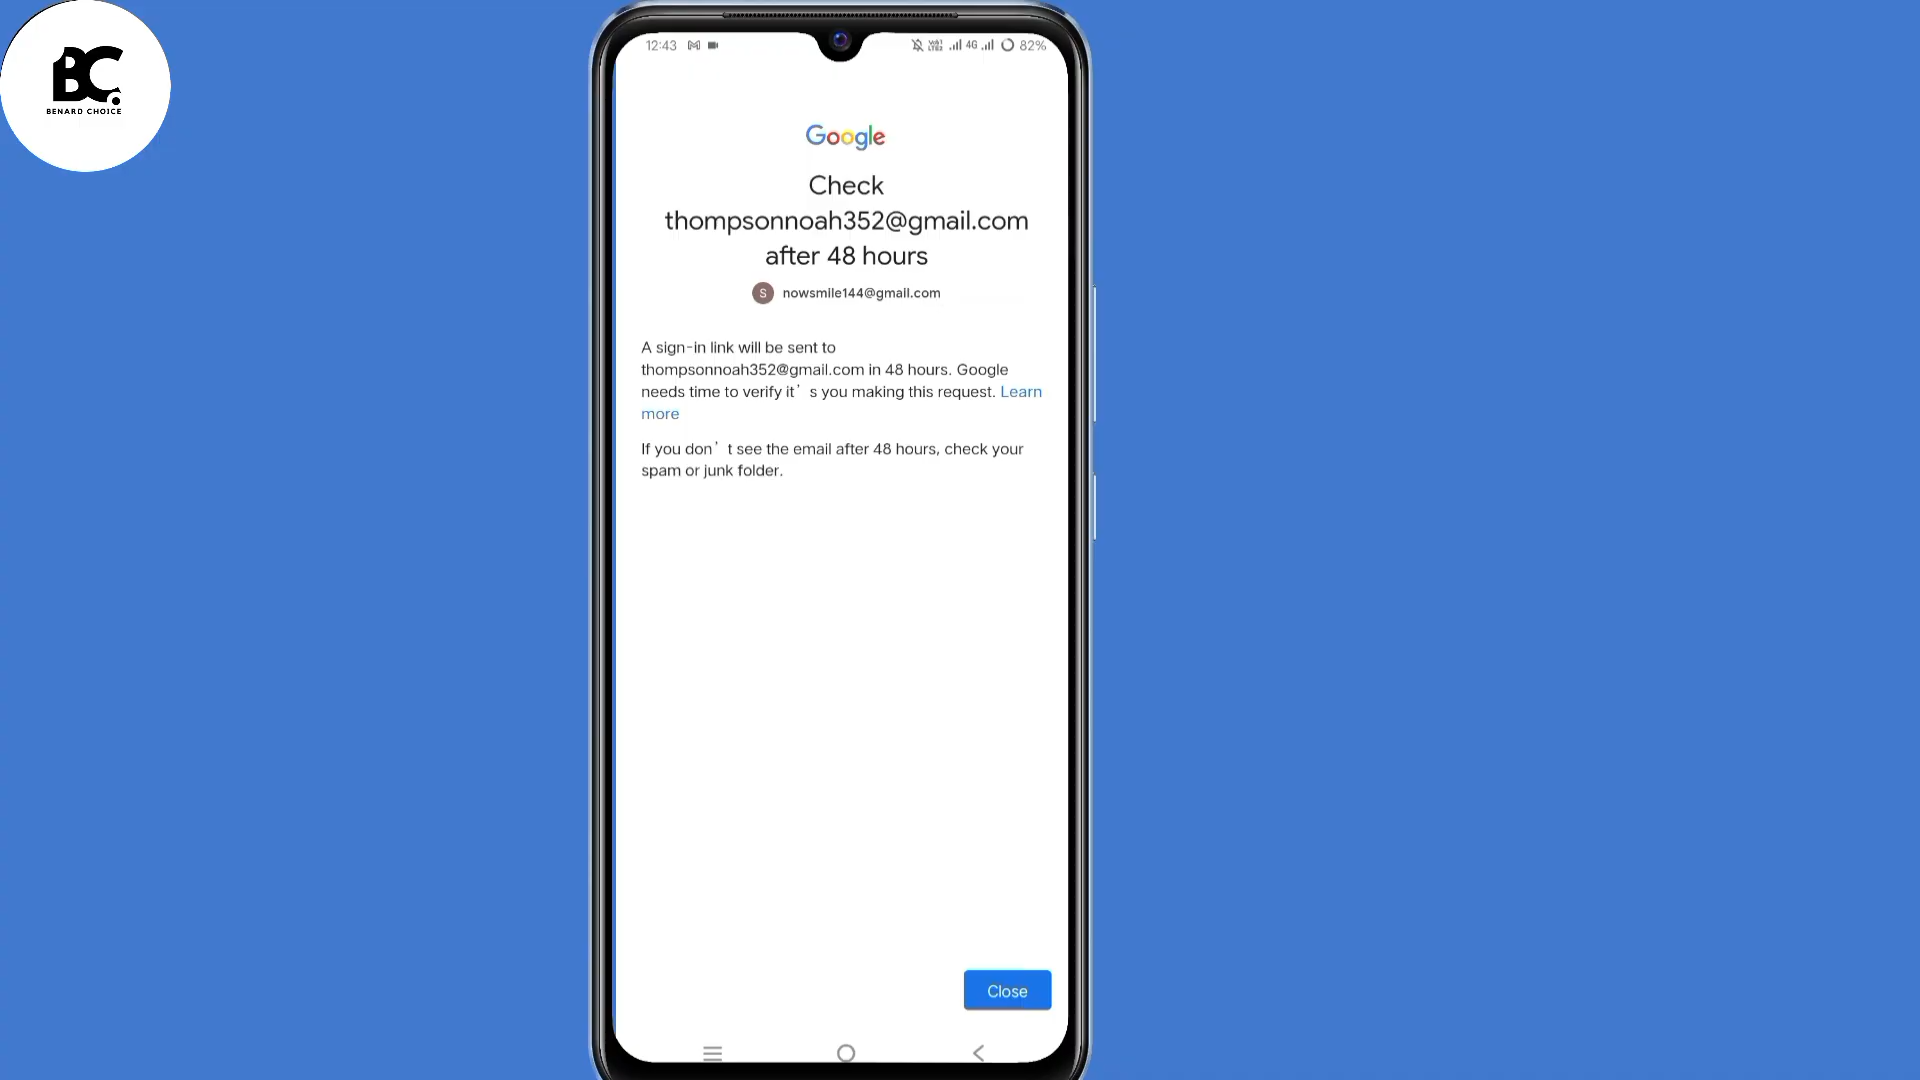 BC
BENARD CHOICE
12:43
4G
82%
Google
Check
thompsonnoah352@gmail.com
after 48 hours
S nowsmile144@gmail.com
A sign-in link will be sent to
thompsonnoah352@gmail.com in 48 hours. Google
needs time to verify it’ s you making this request. Learn
more
If you don’ t see the email after 48 hours, check your
spam or junk folder.
Close